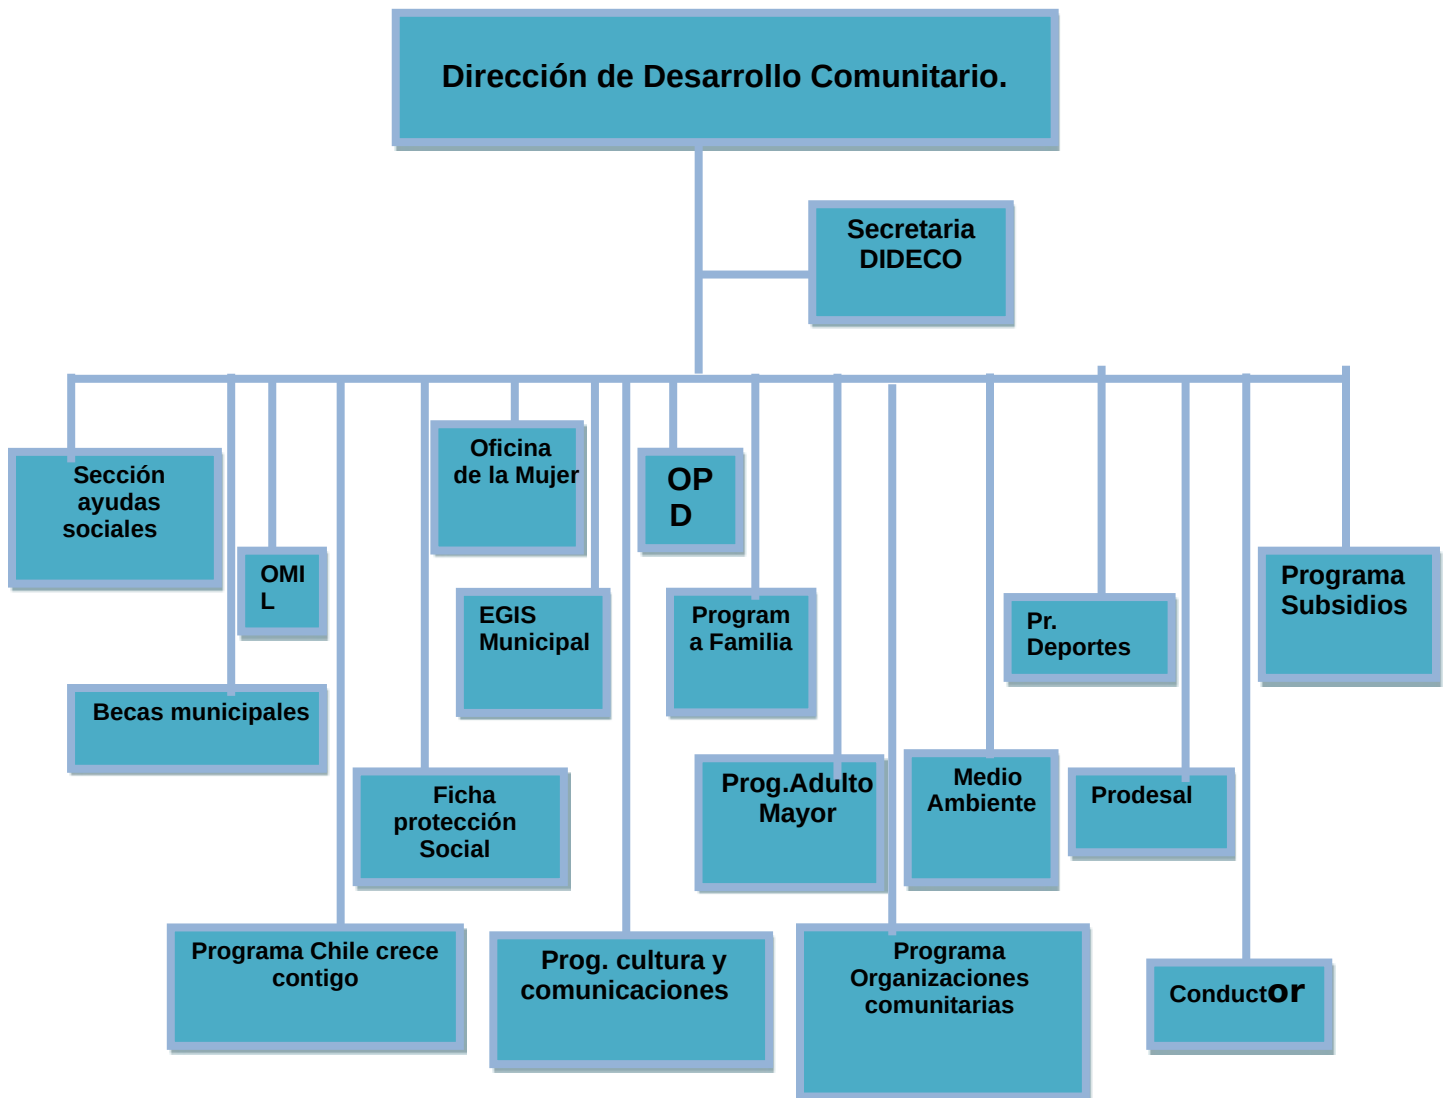 Dirección de Desarrollo Comunitario.
Secretaria
DIDECO
Sección
ayudas
sociales
OMI
L
Becas municipales
Oficina
de la Mujer
EGIS
Municipal
OP
D
Program
a Familia
Pr.
Deportes
Programa
Subsidios
Ficha
protección
Social
Prog.Adulto
Mayor
Medio
Ambiente
Prodesal
Programa Chile crece
contigo
Prog. cultura y
comunicaciones
Programa
Organizaciones
comunitarias
Conductor